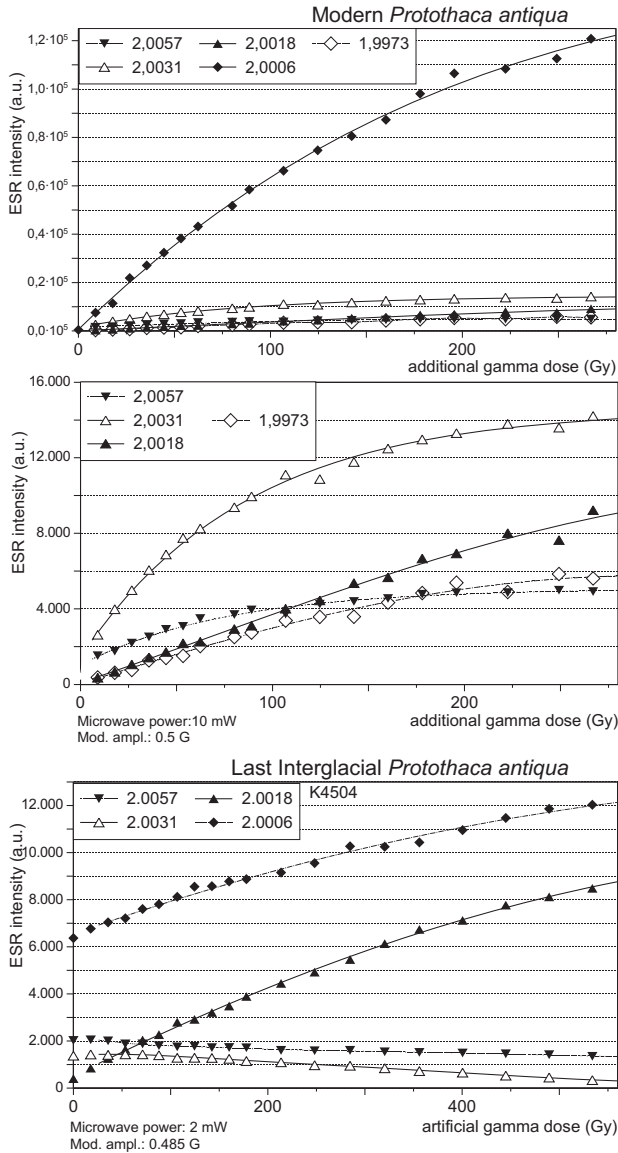 Modern Protothaca antiqua
2,0057 2,0018 1,9973
2,0031 2,0006
ESR intensity (a.u.)
1,2·10⁵
1,0·10⁵
0,8·10⁵
0,6·10⁵
0,4·10⁵
0,2·10⁵
0,0·10⁵
0 100 200
additional gamma dose (Gy)
2,0057
2,0031 1,9973
2,0018
ESR intensity (a.u.)
16.000
12.000
8.000
4.000
0
0 100 200
Microwave power:10 mW
additional gamma dose (Gy)
Mod. ampl.: 0.5 G
Last Interglacial Protothaca antiqua
2.0057 2.0018 K4504
2.0031 2.0006
ESR intensity (a.u.)
12.000
10.000
8.000
6.000
4.000
2.000
0
0 200 400
Microwave power: 2 mW
artificial gamma dose (Gy)
Mod. ampl.: 0.485 G